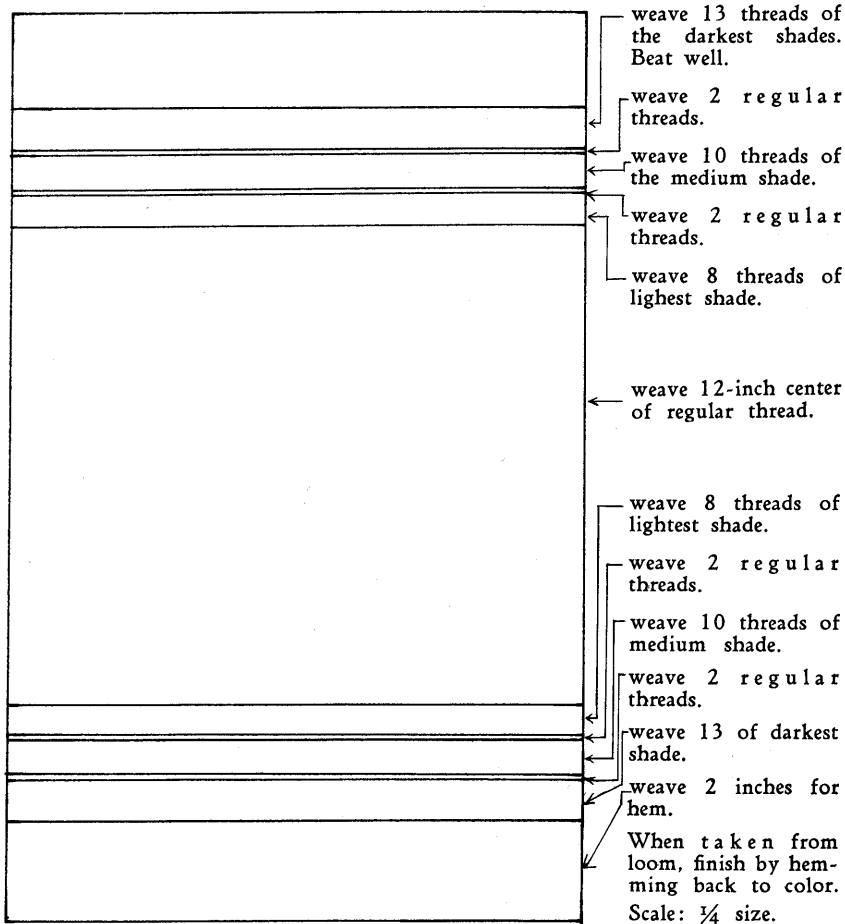 weave 13 threads of
the darkest shades.
Beat well.
weave 2 regular
threads.
weave 10 threads of
the medium shade.
weave 2 regular
threads.
weave 8 threads of
lighest shade.
weave 12-inch center
of regular thread.
weave 8 threads of
lightest shade.
weave 2 regular
threads.
weave 10 threads of
medium shade.
weave 2 regular
threads.
weave 13 of darkest
shade.
weave 2 inches for
hem.
When taken from
loom, finish by hem-
ming back to color.
Scale: ¼ size.